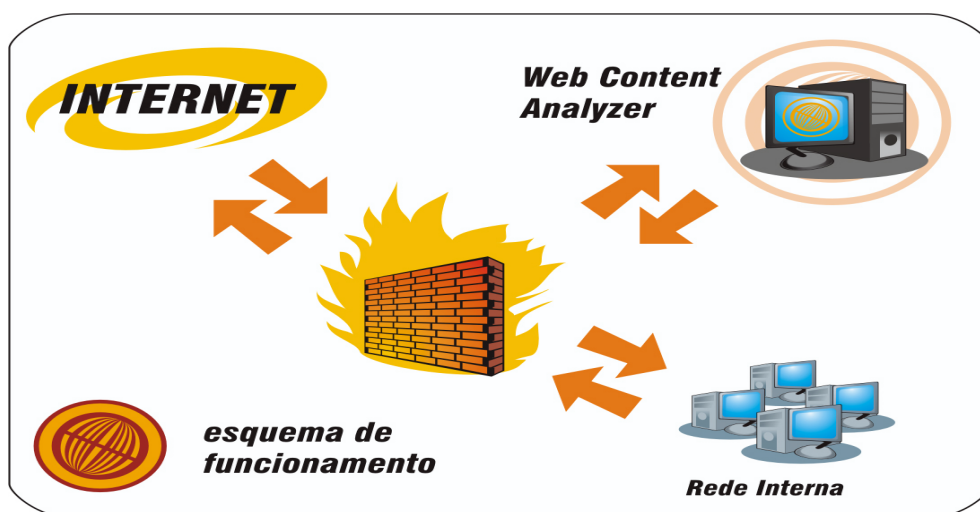 INTERNET
Web Content
Analyzer
esquema de
funcionamento
Rede Interna